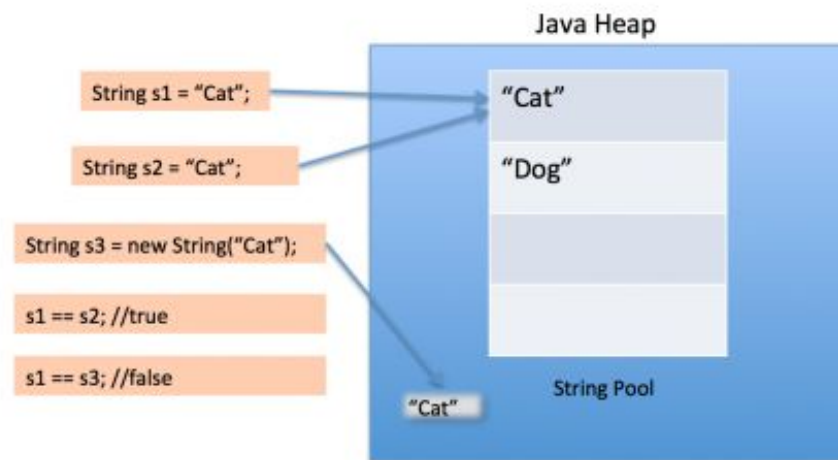 Java Heap
String s1 = “Cat”;
“Cat”
String s2 = “Cat”;
“Dog”
String s3 = new String(“Cat”);
s1 == s2; //true
s1 == s3; //false
“Cat”
String Pool